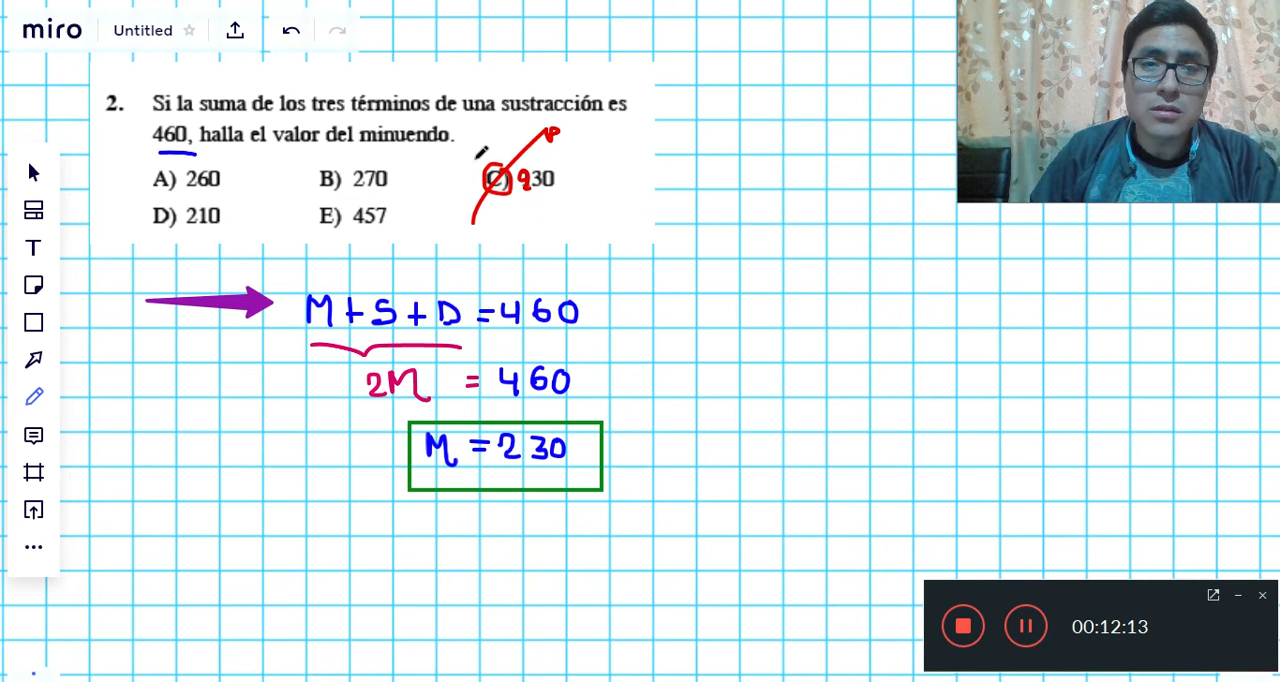 miro Untitled
2. Si la suma de los tres términos de una sustracción es
460, halla el valor del minuendo.
A) 260 B) 270 C) 230
D) 210 E) 457
M + S + D = 460
2M = 460
M = 230
00:12:13